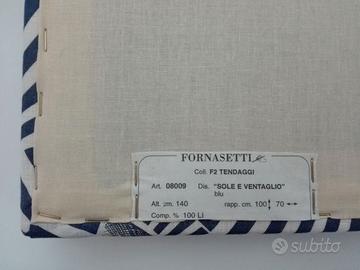 FORNASETTI
Coll. F2 TENDAGGI
Art. 08009 Dis. "SOLE E VENTAGLIO"
blu
Alt. cm. 140 rapp. cm. 100 70
Comp. % 100 LI
subito